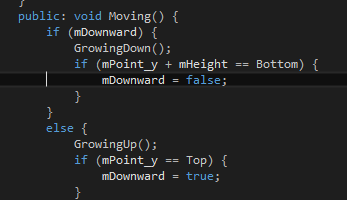 }
public: void Moving() {
if (mDownward) {
GrowingDown();
if (mPoint_y + mHeight == Bottom) {
mDownward = false;
}
}
else {
GrowingUp();
if (mPoint_y == Top) {
mDownward = true;
}